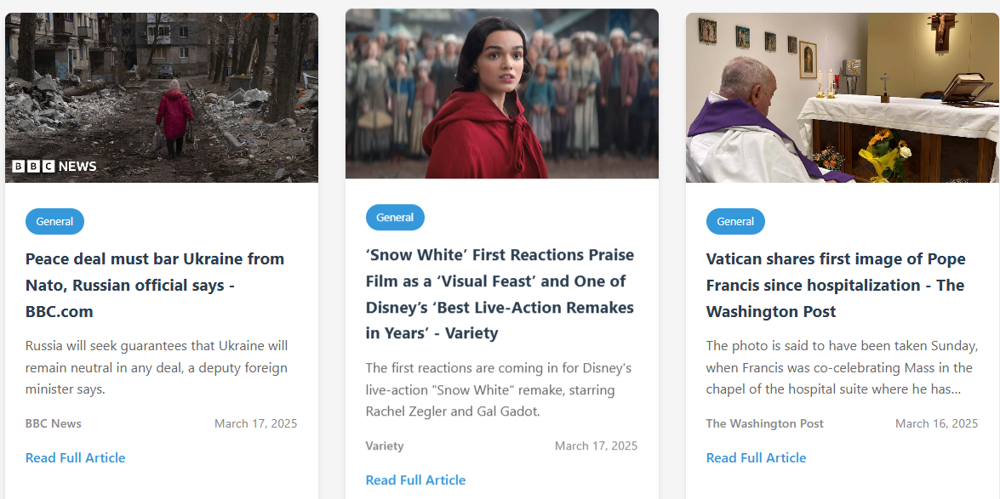 BBC NEWS
General
Peace deal must bar Ukraine from
Nato, Russian official says -
BBC.com
Russia will seek guarantees that Ukraine will
remain neutral in any deal, a deputy foreign
minister says.
BBC News
March 17, 2025
Read Full Article
General
‘Snow White’ First Reactions Praise
Film as a ‘Visual Feast’ and One of
Disney’s ‘Best Live-Action Remakes
in Years’ - Variety
The first reactions are coming in for Disney's
live-action "Snow White" remake, starring
Rachel Zegler and Gal Gadot.
Variety
March 17, 2025
Read Full Article
General
Vatican shares first image of Pope
Francis since hospitalization - The
Washington Post
The photo is said to have been taken Sunday,
when Francis was co-celebrating Mass in the
chapel of the hospital suite where he has...
The Washington Post
March 16, 2025
Read Full Article